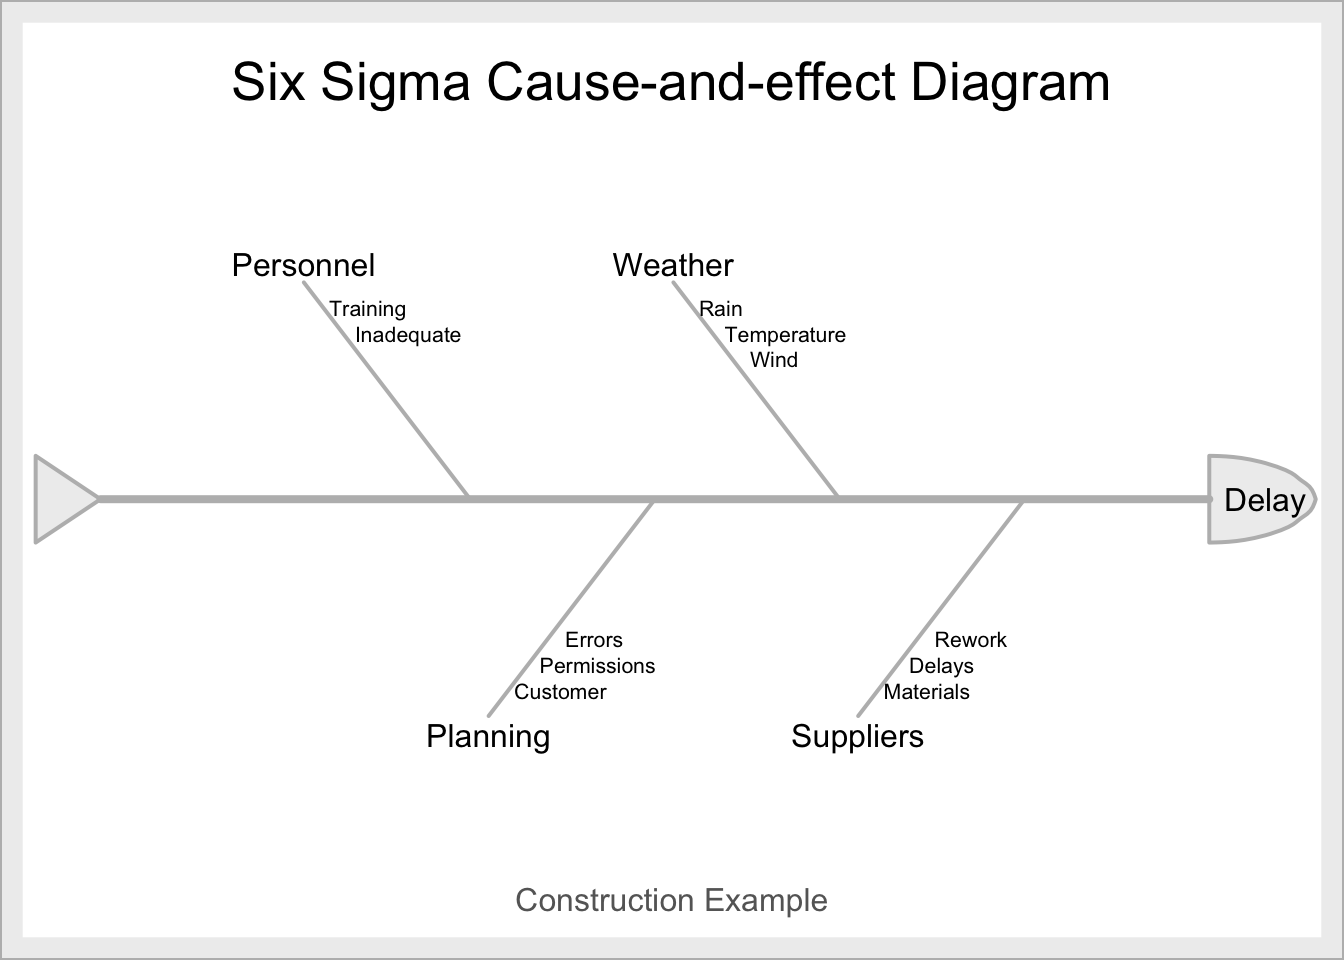 Six Sigma Cause-and-effect Diagram
Personnel
Training
Inadequate
Weather
Rain
Temperature
Wind
Delay
Errors
Permissions
Customer
Planning
Rework
Delays
Materials
Suppliers
Construction Example